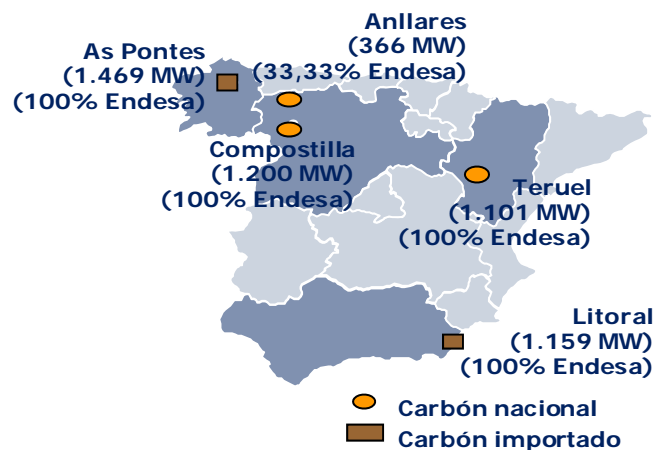 As Pontes
(1.469 MW)
(100% Endesa)
Anllares
(366 MW)
(33,33% Endesa)
Compostilla
(1.200 MW)
(100% Endesa)
Teruel
(1.101 MW)
(100% Endesa)
Litoral
(1.159 MW)
(100% Endesa)
Carbón nacional
Carbón importado